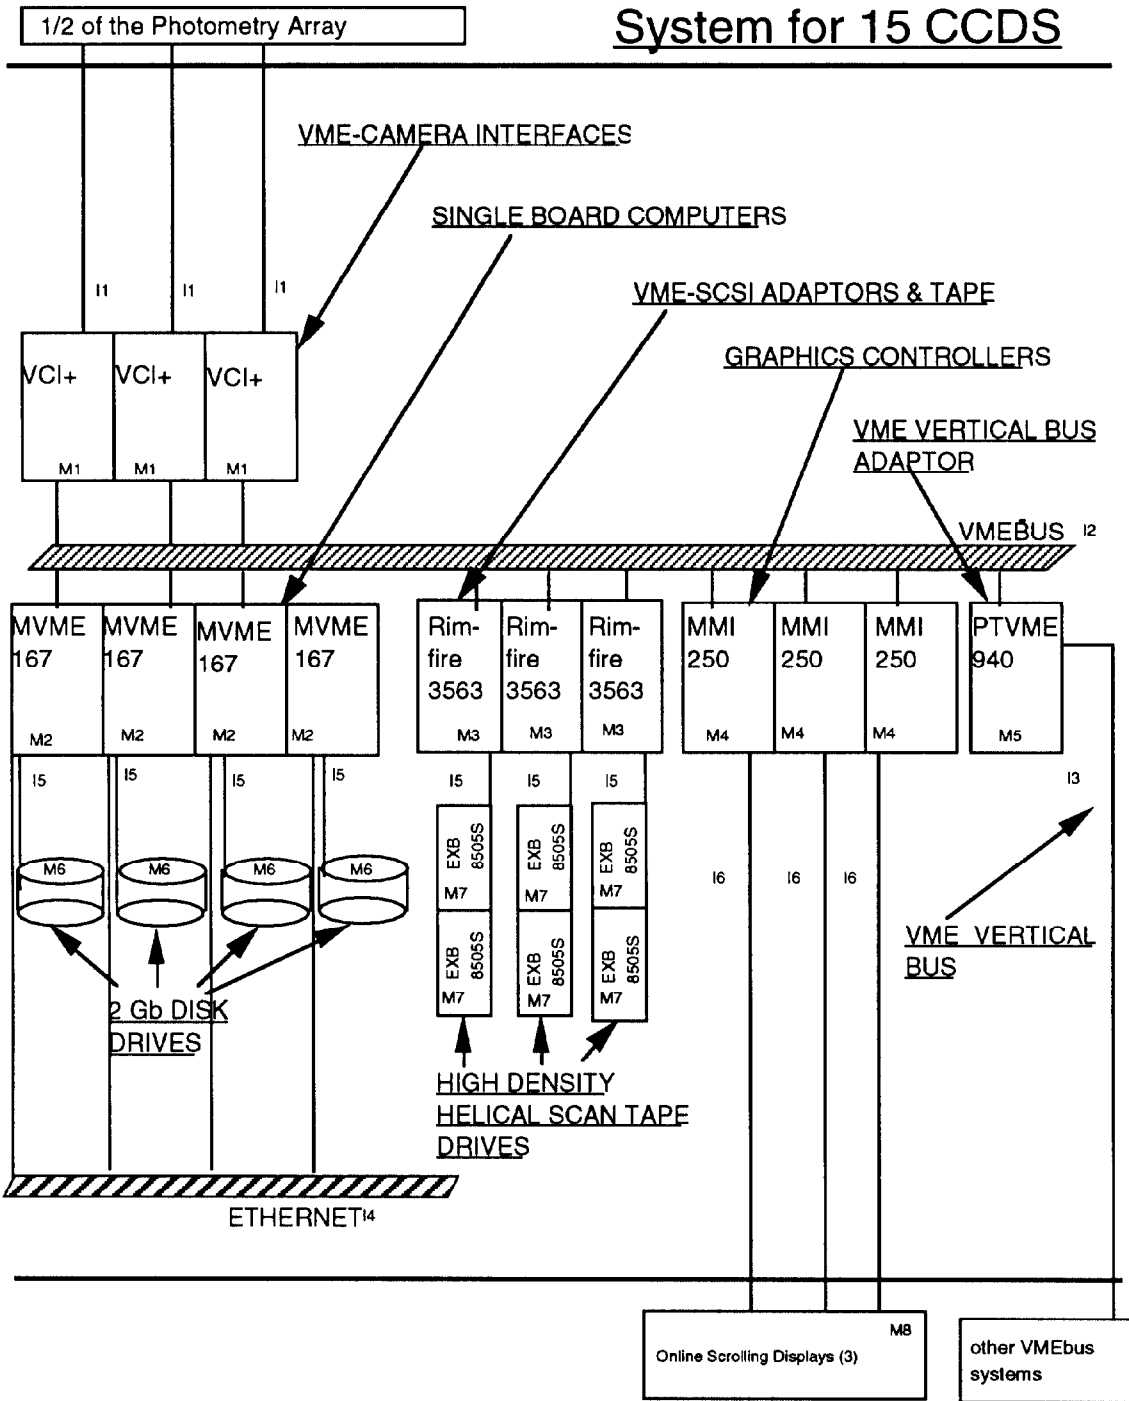 1/2 of the Photometry Array
System for 15 CCDS
VME-CAMERA INTERFACES
SINGLE BOARD COMPUTERS
I1 I1 I1
VME-SCSI ADAPTORS & TAPE
GRAPHICS CONTROLLERS
VCI+ VCI+ VCI+
VME VERTICAL BUS
ADAPTOR
M1 M1 M1
VMEBUS I2
MVME MVME MVME MVME
167 167 167 167
M2 M2 M2 M2
Rim- Rim- Rim-
fire fire fire
3563 3563 3563
M3 M3 M3
MMI MMI MMI
250 250 250
M4 M4 M4
PTVME
940
M5
I5 I5 I5 I5
I5 I5 I5
I3
M6 M6 M6 M6
EXB 8505S EXB 8505S EXB 8505S
M7 M7 M7
I6 I6 I6
EXB 8505S EXB 8505S EXB 8505S
M7 M7 M7
VME VERTICAL
BUS
2 Gb DISK
DRIVES
HIGH DENSITY
HELICAL SCAN TAPE
DRIVES
ETHERNET I4
M8
Online Scrolling Displays (3)
other VMEbus
systems